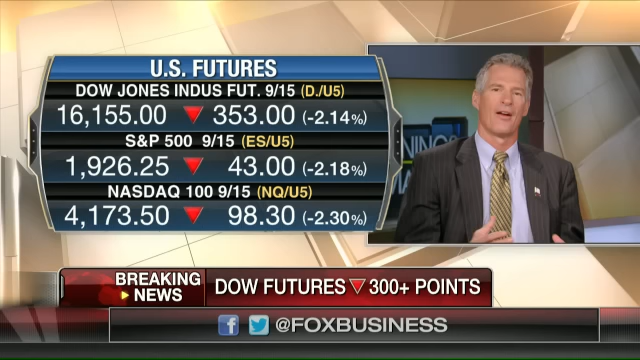 U.S. FUTURES
DOW JONES INDUS FUT. 9/15 (D./U5)
16,155.00 ▼ 353.00 (-2.14%)
S&P 500 9/15 (ES/U5)
1,926.25 ▼ 43.00 (-2.18%)
NASDAQ 100 9/15 (NQ/U5)
4,173.50 ▼ 98.30 (-2.30%)
BREAKING
NEWS
DOW FUTURES ▼ 300+ POINTS
@FOXBUSINESS